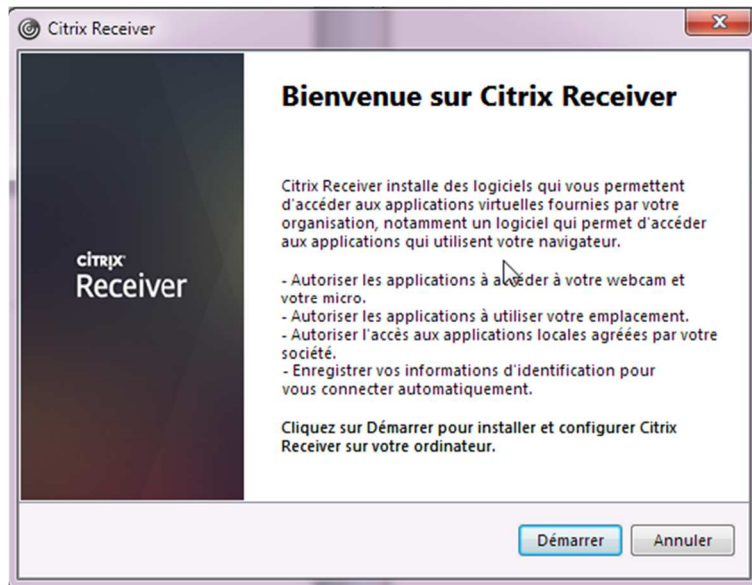 Citrix Receiver
Bienvenue sur Citrix Receiver
Citrix Receiver installe des logiciels qui vous permettent
d'accéder aux applications virtuelles fournies par votre
organisation, notamment un logiciel qui permet d'accéder
aux applications qui utilisent votre navigateur.
- Autoriser les applications à accéder à votre webcam et
votre micro.
- Autoriser les applications à utiliser votre emplacement.
- Autoriser l'accès aux applications locales agréées par votre
société.
- Enregistrer vos informations d'identification pour
vous connecter automatiquement.
Cliquez sur Démarrer pour installer et configurer Citrix
Receiver sur votre ordinateur.
CITRIX
Receiver
Démarrer
Annuler